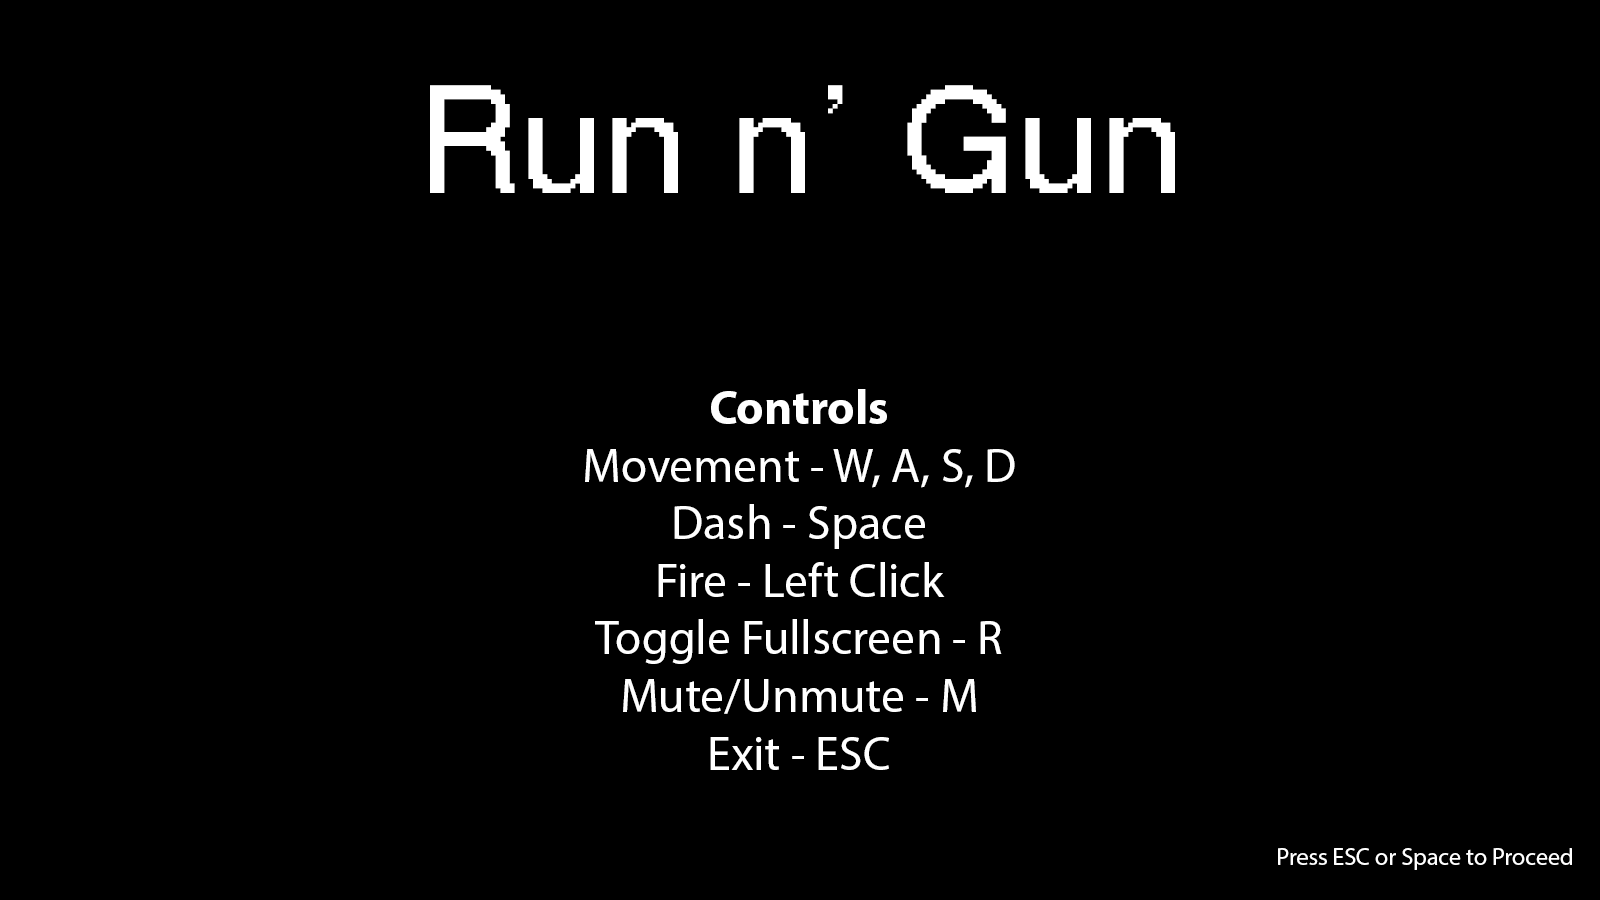 Run n’ Gun
Controls
Movement - W, A, S, D
Dash - Space
Fire - Left Click
Toggle Fullscreen - R
Mute/Unmute - M
Exit - ESC
Press ESC or Space to Proceed